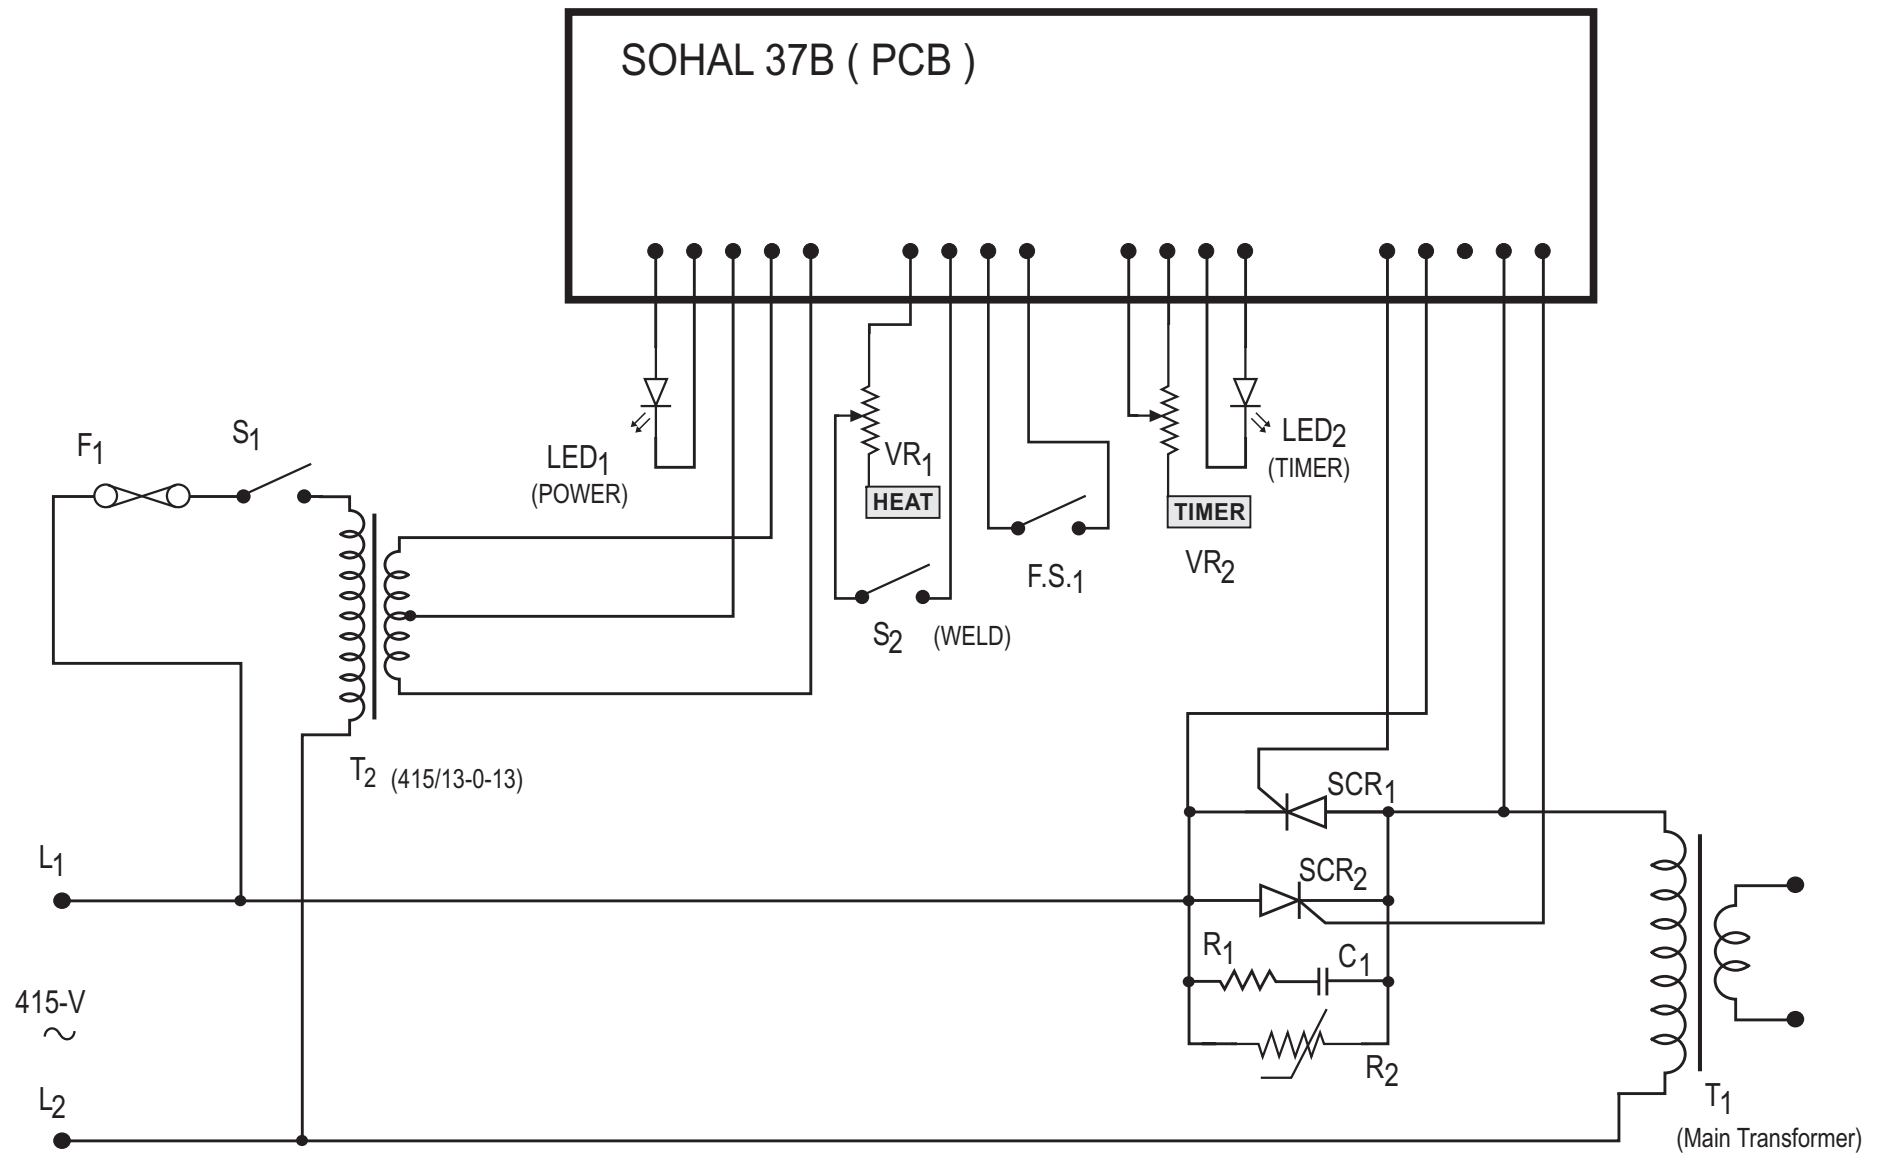 SOHAL 37B ( PCB )
F1
S1
LED1
(POWER)
VR1
HEAT
S2 (WELD)
F.S.1
LED2
(TIMER)
TIMER
VR2
T2 (415/13-0-13)
L1
415-V
L2
SCR1
SCR2
R1
C1
R2
T1
(Main Transformer)